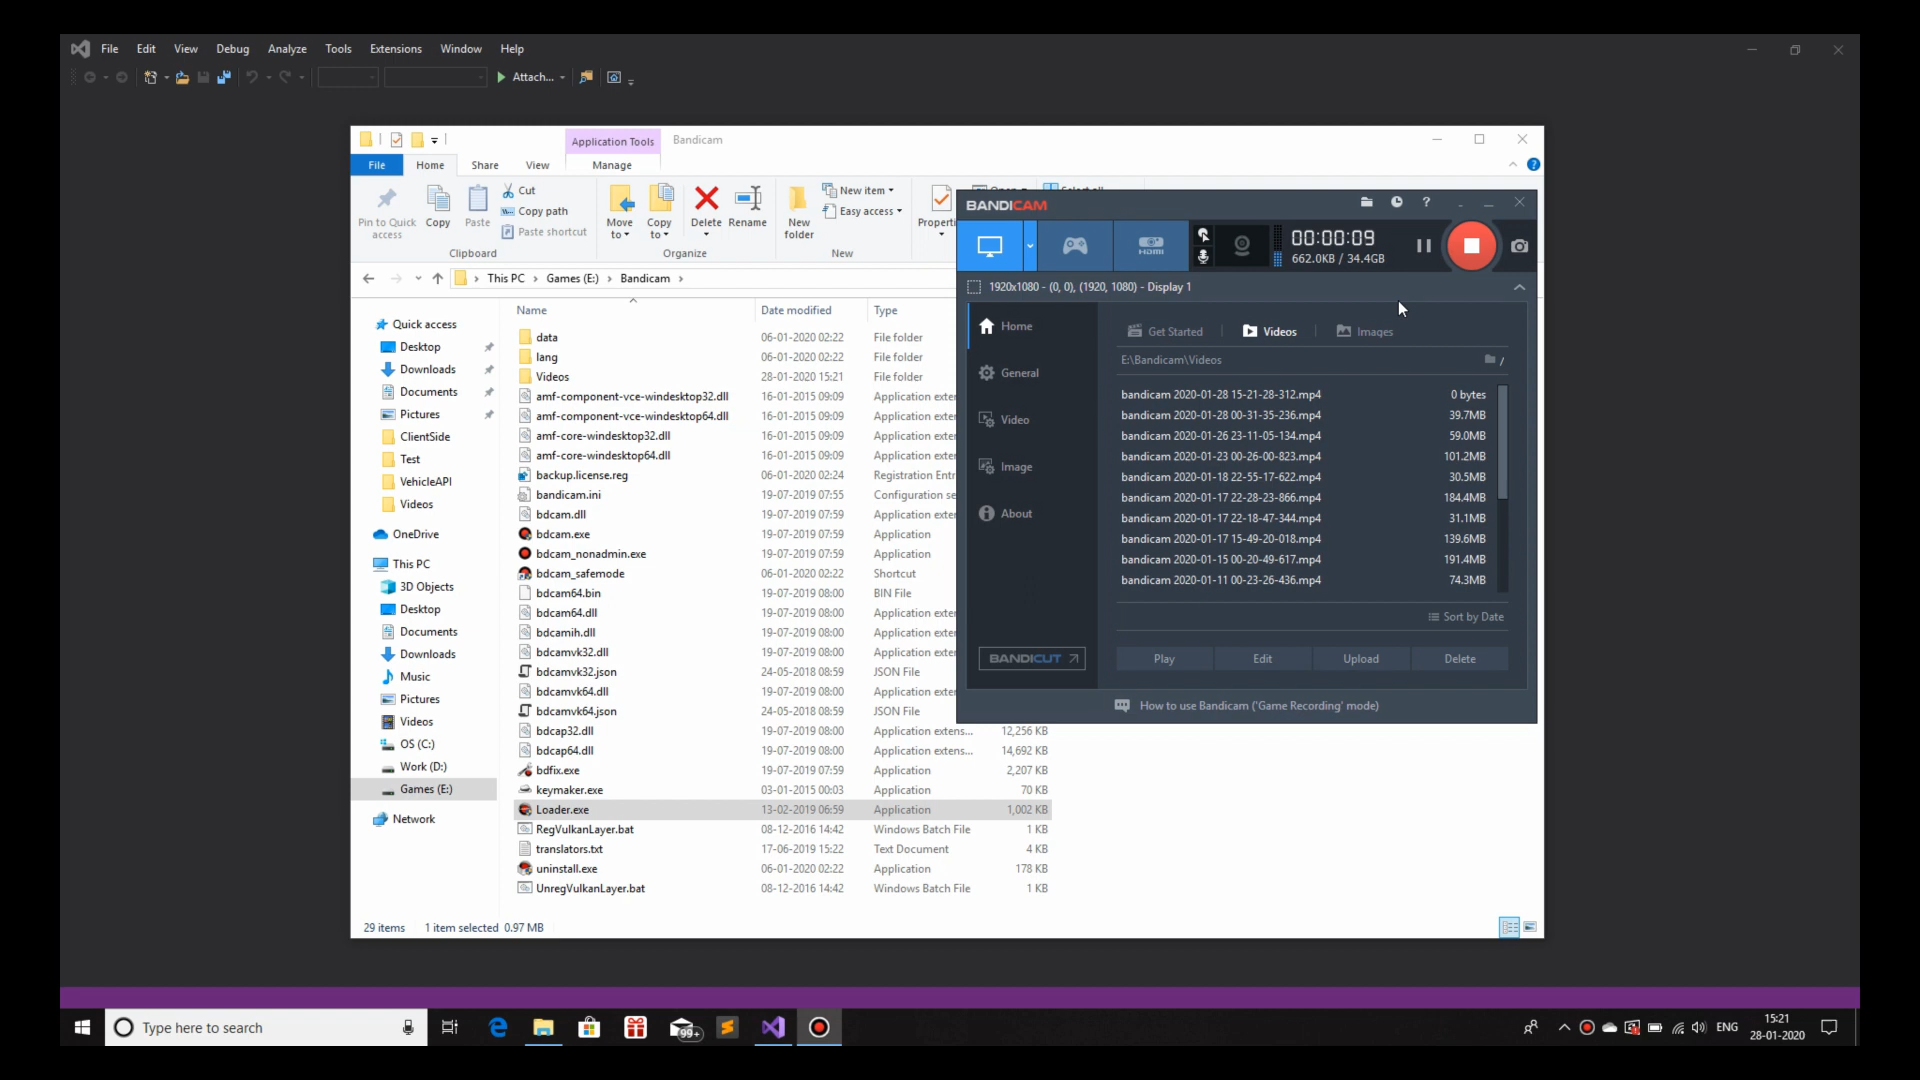 File Edit View Debug Analyze Tools Extensions Window Help
Attach...
Application Tools Bandicam
File Home Share View Manage
Pin to Quick access
Copy
Paste
Cut
Copy path
Paste shortcut
Clipboard
Move to
Copy to
Delete
Rename
Organize
New folder
New item
Easy access
New
Properti
This PC > Games (E:) > Bandicam >
Name Date modified Type
Quick access
Desktop
Downloads
Documents
Pictures
ClientSide
Test
VehicleAPI
Videos
OneDrive
This PC
3D Objects
Desktop
Documents
Downloads
Music
Pictures
Videos
OS (C:)
Work (D:)
Games (E:)
Network
data 06-01-2020 02:22 File folder
lang 06-01-2020 02:22 File folder
Videos 28-01-2020 15:21 File folder
amf-component-vce-windesktop32.dll 16-01-2015 09:09 Application exte
amf-component-vce-windesktop64.dll 16-01-2015 09:09 Application exte
amf-core-windesktop32.dll 16-01-2015 09:09 Application exte
amf-core-windesktop64.dll 16-01-2015 09:09 Application exte
backup.license.reg 06-01-2020 02:24 Registration Entr
bandicam.ini 19-07-2019 07:55 Configuration se
bdcam.dll 19-07-2019 07:59 Application exte
bdcam.exe 19-07-2019 07:59 Application
bdcam_nonadmin.exe 19-07-2019 07:59 Application
bdcam_safemode 06-01-2020 02:22 Shortcut
bdcam64.bin 19-07-2019 08:00 BIN File
bdcam64.dll 19-07-2019 08:00 Application exte
bdcamih.dll 19-07-2019 08:00 Application exte
bdcamvk32.dll 19-07-2019 08:00 Application exte
bdcamvk32.json 24-05-2018 08:59 JSON File
bdcamvk64.dll 19-07-2019 08:00 Application exte
bdcamvk64.json 24-05-2018 08:59 JSON File
bdcap32.dll 19-07-2019 08:00 Application extens... 12,256 KB
bdcap64.dll 19-07-2019 08:00 Application extens... 14,692 KB
bdfix.exe 19-07-2019 07:59 Application 2,207 KB
keymaker.exe 03-01-2015 00:03 Application 70 KB
Loader.exe 13-02-2019 06:59 Application 1,002 KB
RegVulkanLayer.bat 08-12-2016 14:42 Windows Batch File 1 KB
translators.txt 17-06-2019 15:22 Text Document 4 KB
uninstall.exe 06-01-2020 02:22 Application 178 KB
UnregVulkanLayer.bat 08-12-2016 14:42 Windows Batch File 1 KB
29 items 1 item selected 0.97 MB
BANDICAM
HDMI
00:00:09
662.0KB / 34.4GB
1920x1080 - (0, 0), (1920, 1080) - Display 1
Home
General
Video
Image
About
BANDICUT
Get Started Videos Images
E:\Bandicam\Videos
bandicam 2020-01-28 15-21-28-312.mp4 0 bytes
bandicam 2020-01-28 00-31-35-236.mp4 39.7MB
bandicam 2020-01-26 23-11-05-134.mp4 59.0MB
bandicam 2020-01-23 00-26-00-823.mp4 101.2MB
bandicam 2020-01-18 22-55-17-622.mp4 30.5MB
bandicam 2020-01-17 22-28-23-866.mp4 184.4MB
bandicam 2020-01-17 22-18-47-344.mp4 31.1MB
bandicam 2020-01-17 15-49-20-018.mp4 139.6MB
bandicam 2020-01-15 00-20-49-617.mp4 191.4MB
bandicam 2020-01-11 00-23-26-436.mp4 74.3MB
Sort by Date
Play Edit Upload Delete
How to use Bandicam ('Game Recording' mode)
Type here to search
99+
ENG
15:21
28-01-2020